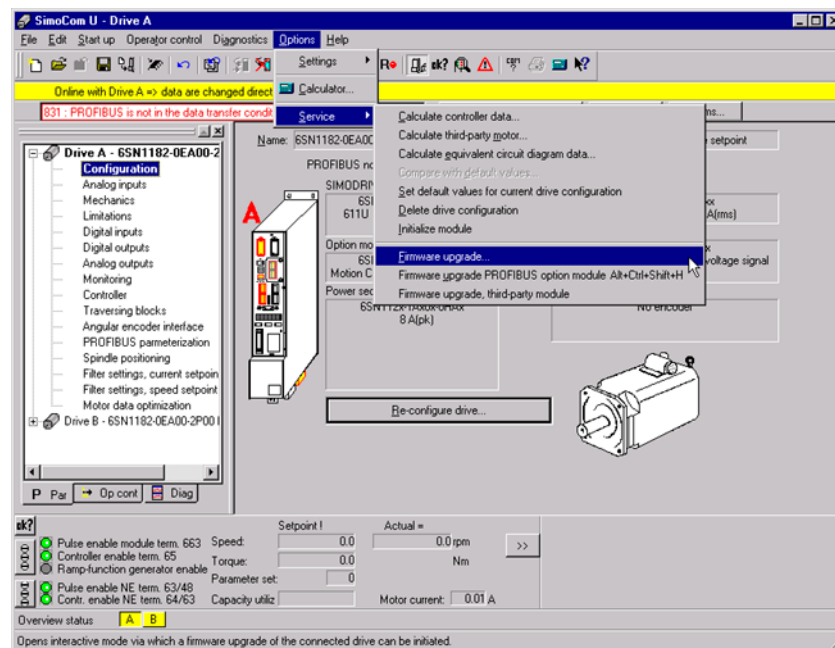 SimoCom U - Drive A
File Edit Start up Operator control Diagnostics Options Help
Settings
Calculator...
Service
Online with Drive A => data are changed direct
831 : PROFIBUS is not in the data transfer condit
Calculate controller data...
Calculate third-party motor...
Calculate equivalent circuit diagram data...
Compare with default values...
Set default values for current drive configuration
Delete drive configuration
Initialize module
Firmware upgrade...
Firmware upgrade PROFIBUS option module Alt+Ctrl+Shift+H
Firmware upgrade, third-party module
ms...
setpoint
Drive A - 6SN1182-0EA00-2
Configuration
Analog inputs
Mechanics
Limitations
Digital inputs
Digital outputs
Analog outputs
Monitoring
Controller
Traversing blocks
Angular encoder interface
PROFIBUS parmeterization
Spindle positioning
Filter settings, current setpoin
Filter settings, speed setpoint
Motor data optimization
Drive B - 6SN1182-0EA00-2P00 I
P Par Op cont Diag
Name: 6SN1182-0EA0
PROFIBUS no
A
SIMODRI
611U
A(rms)
Option mo
voltage signal
Motion C
Power sec
8 A(pk)
No encoder
Re-configure drive...
ok?
Setpoint ! Actual =
Pulse enable module term. 663
Controller enable term. 65
Ramp-function generator enable
Pulse enable NE term. 63/48
Contr. enable NE term. 64/63
Speed: 0.0 0.0 rpm >>
Torque: 0.0 Nm
Parameter set: 0
Capacity utiliz Motor current: 0.01 A
Overview status A B
Opens interactive mode via which a firmware upgrade of the connected drive can be initiated.